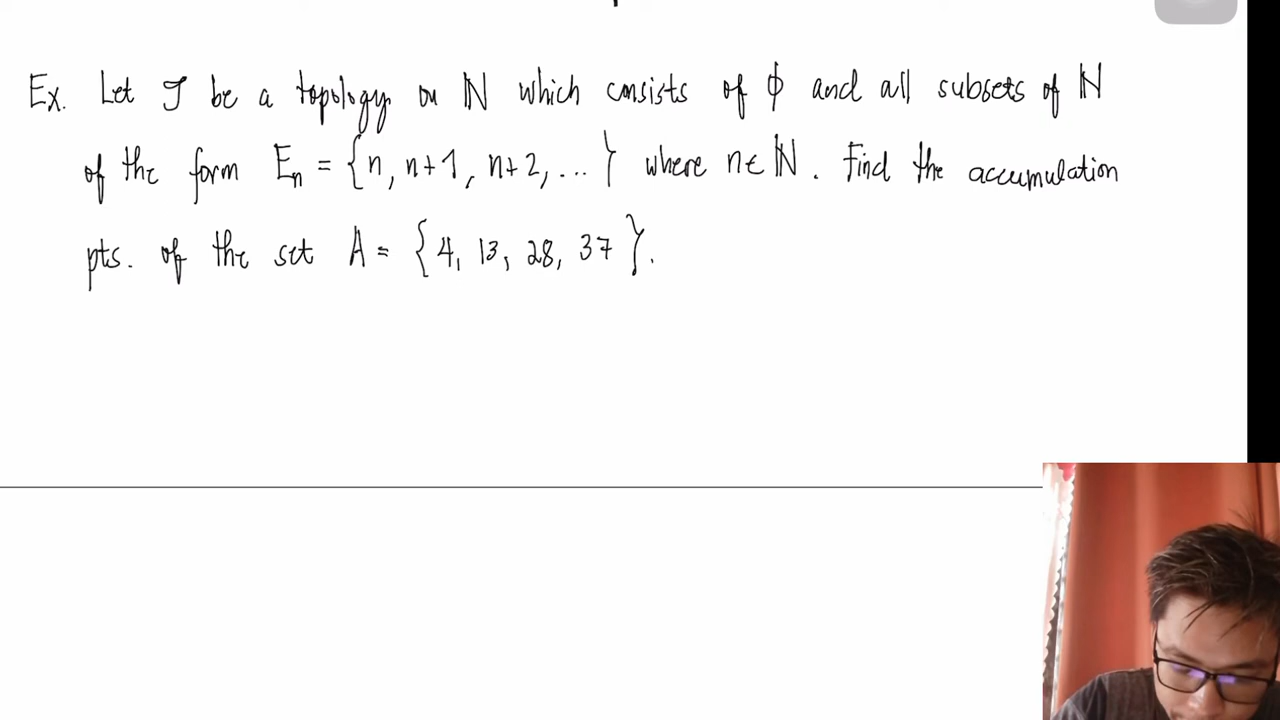 Ex. Let 𝒯 be a topology on ℕ which consists of ϕ and all subsets of ℕ
of the form Eₙ = {n, n+1, n+2, ... } where n∈ ℕ. Find the accumulation
pts. of the set A = {4, 13, 28, 37}.